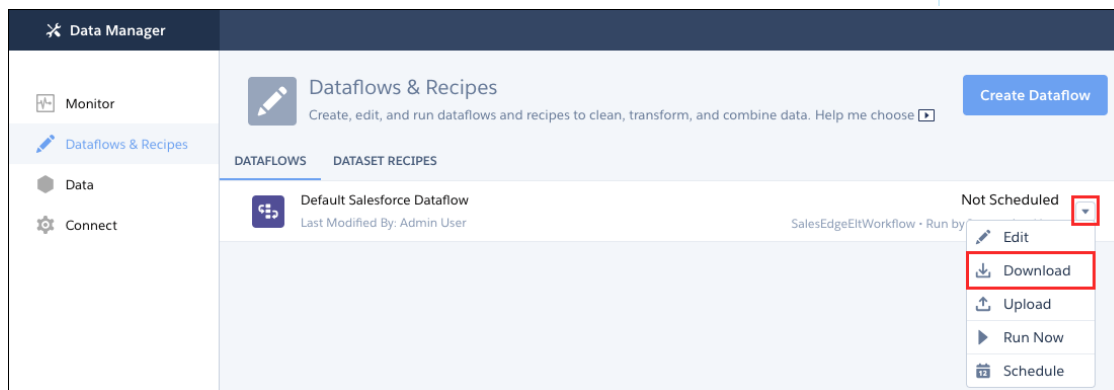 Data Manager
Monitor
Dataflows & Recipes
Data
Connect
Dataflows & Recipes
Create, edit, and run dataflows and recipes to clean, transform, and combine data. Help me choose
Create Dataflow
DATAFLOWS DATASET RECIPES
Default Salesforce Dataflow
Not Scheduled
Last Modified By: Admin User
SalesEdgeEltWorkflow • Run by
Edit
Download
Upload
Run Now
12
Schedule